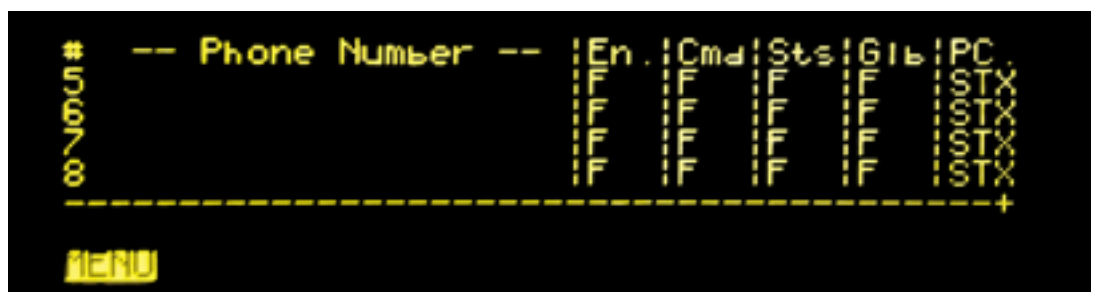 # -- Phone Number -- |En.|Cmd|Sts|Glb|PC.
5 |F |F |F |F |STX
6 |F |F |F |F |STX
7 |F |F |F |F |STX
8 |F |F |F |F |STX
-----------------------------------------+
MENU